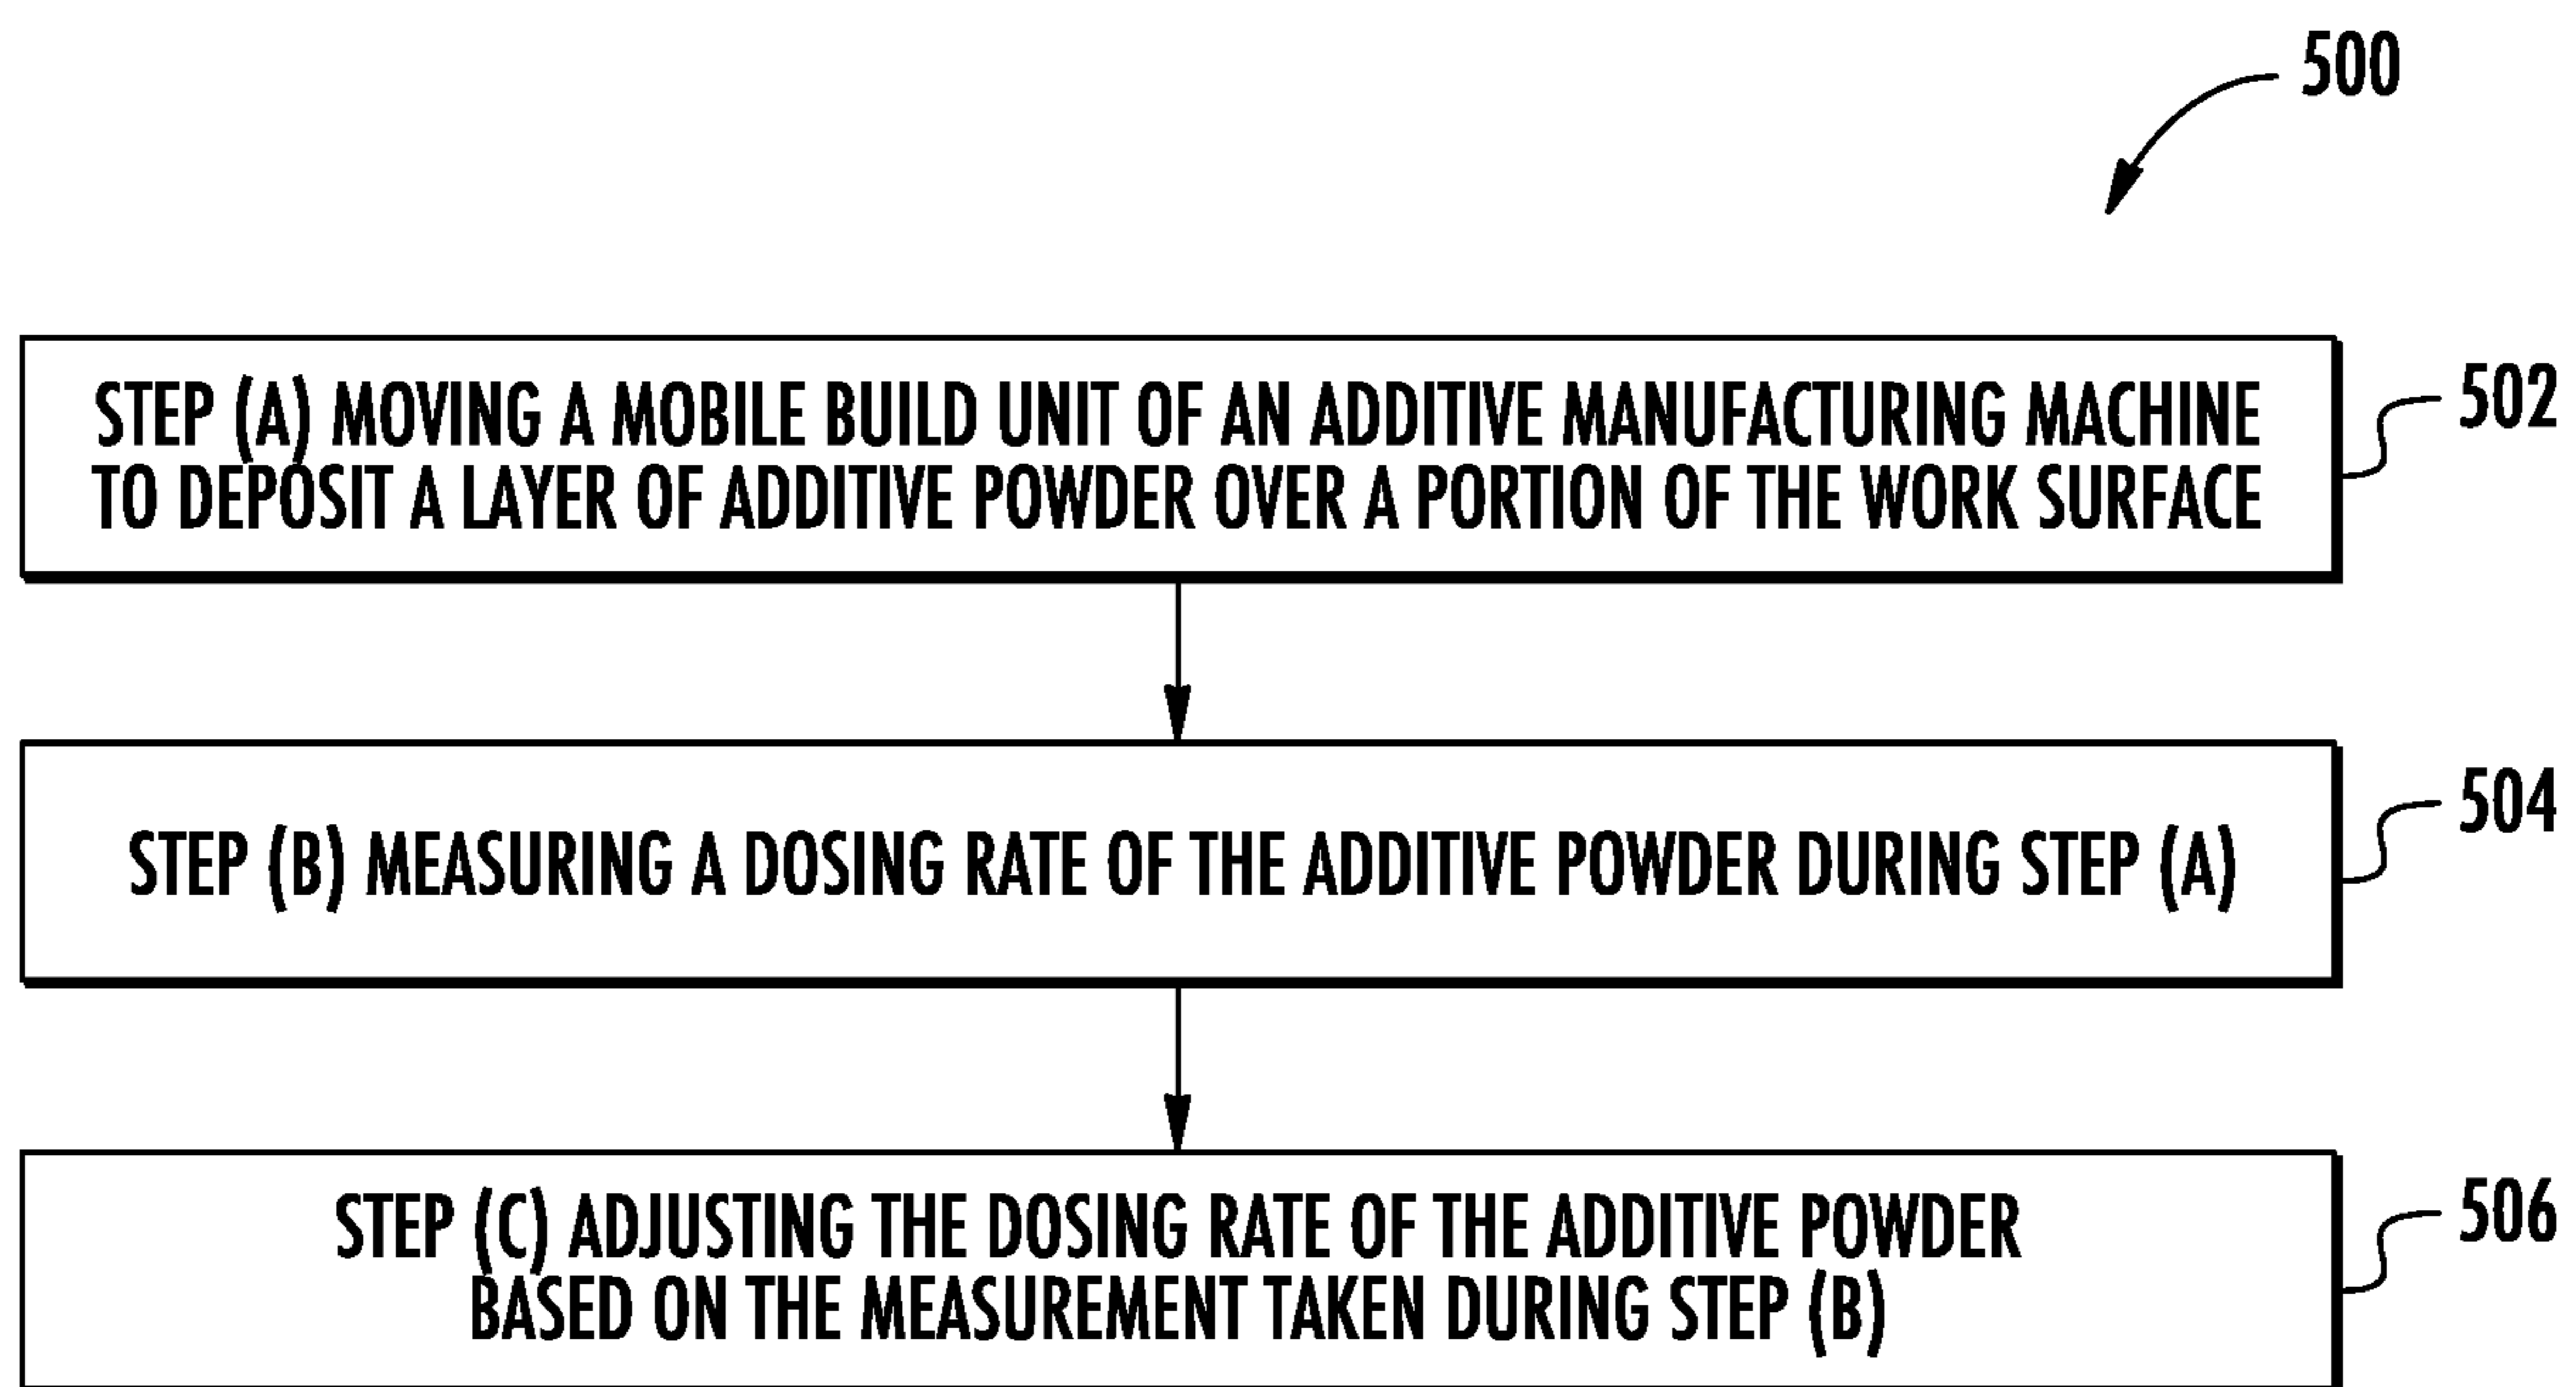 500
STEP (A) MOVING A MOBILE BUILD UNIT OF AN ADDITIVE MANUFACTURING MACHINE
TO DEPOSIT A LAYER OF ADDITIVE POWDER OVER A PORTION OF THE WORK SURFACE
502
STEP (B) MEASURING A DOSING RATE OF THE ADDITIVE POWDER DURING STEP (A)
504
STEP (C) ADJUSTING THE DOSING RATE OF THE ADDITIVE POWDER
BASED ON THE MEASUREMENT TAKEN DURING STEP (B)
506